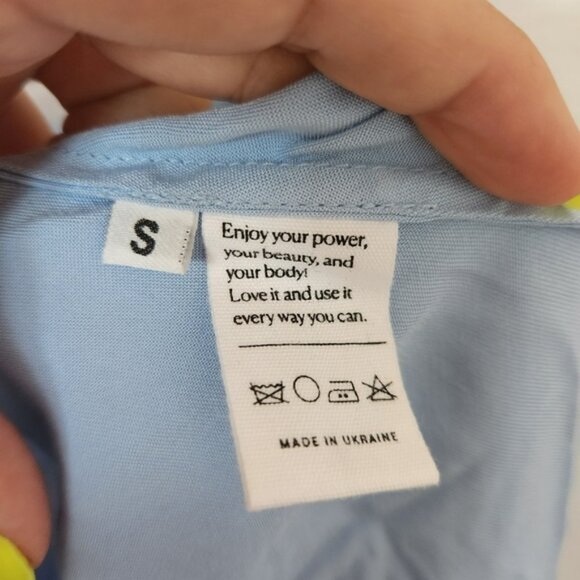 S
Enjoy your power,
your beauty, and
your body!
Love it and use it
every way you can.
MADE IN UKRAINE